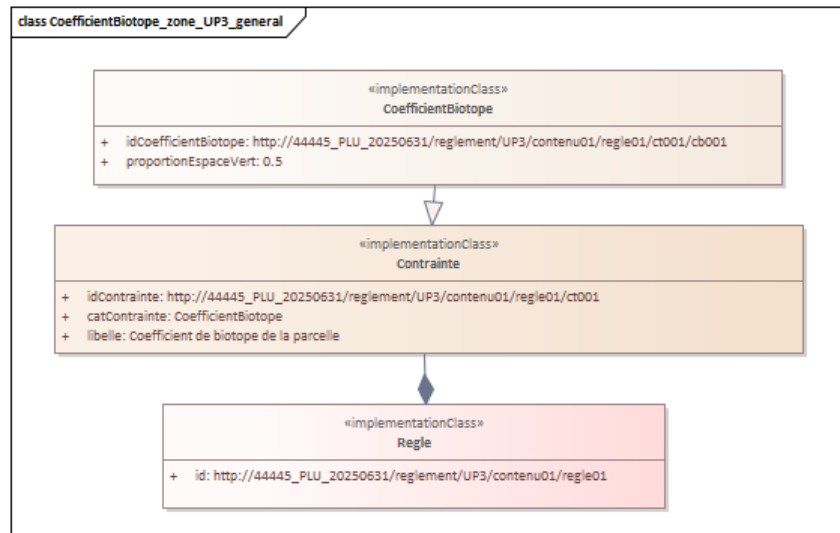 class CoefficientBiotope_zone_UP3_general
«implementationClass»
CoefficientBiotope
+ idCoefficientBiotope: http://44445_PLU_20250631/reglement/UP3/contenu01/regle01/ct001/cb001
+ proportionEspaceVert: 0.5
«implementationClass»
Contrainte
+ idContrainte: http://44445_PLU_20250631/reglement/UP3/contenu01/regle01/ct001
+ catContrainte: CoefficientBiotope
+ libelle: Coefficient de biotope de la parcelle
«implementationClass»
Regle
+ id: http://44445_PLU_20250631/reglement/UP3/contenu01/regle01